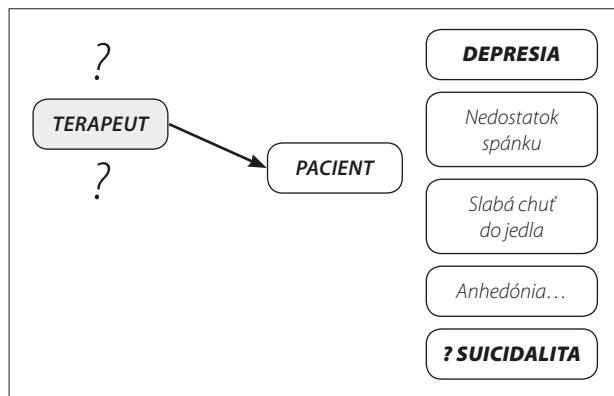 ?
TERAPEUT
?
PACIENT
DEPRESIA
Nedostatok
spánku
Slabá chuť
do jedla
Anhedónia…
? SUICIDALITA